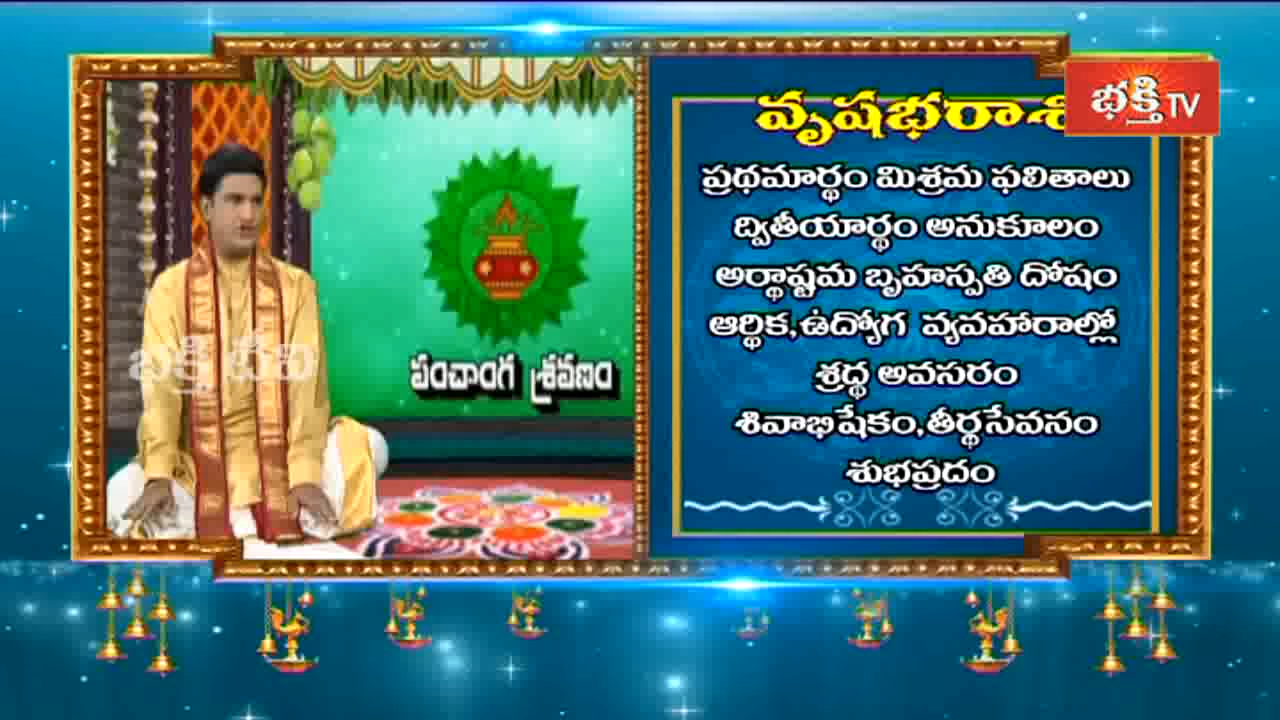 భక్తి TV
వృషభరాశి
ప్రథమార్థం మిశ్రమ ఫలితాలు
ద్వితీయార్థం అనుకూలం
అర్థాష్టమ బృహస్పతి దోషం
ఆర్థిక,ఉద్యోగ వ్యవహారాల్లో
శ్రద్ధ అవసరం
శివాభిషేకం,తీర్థసేవనం
శుభప్రదం
పంచాంగ శ్రవణం
భక్తి టీవి